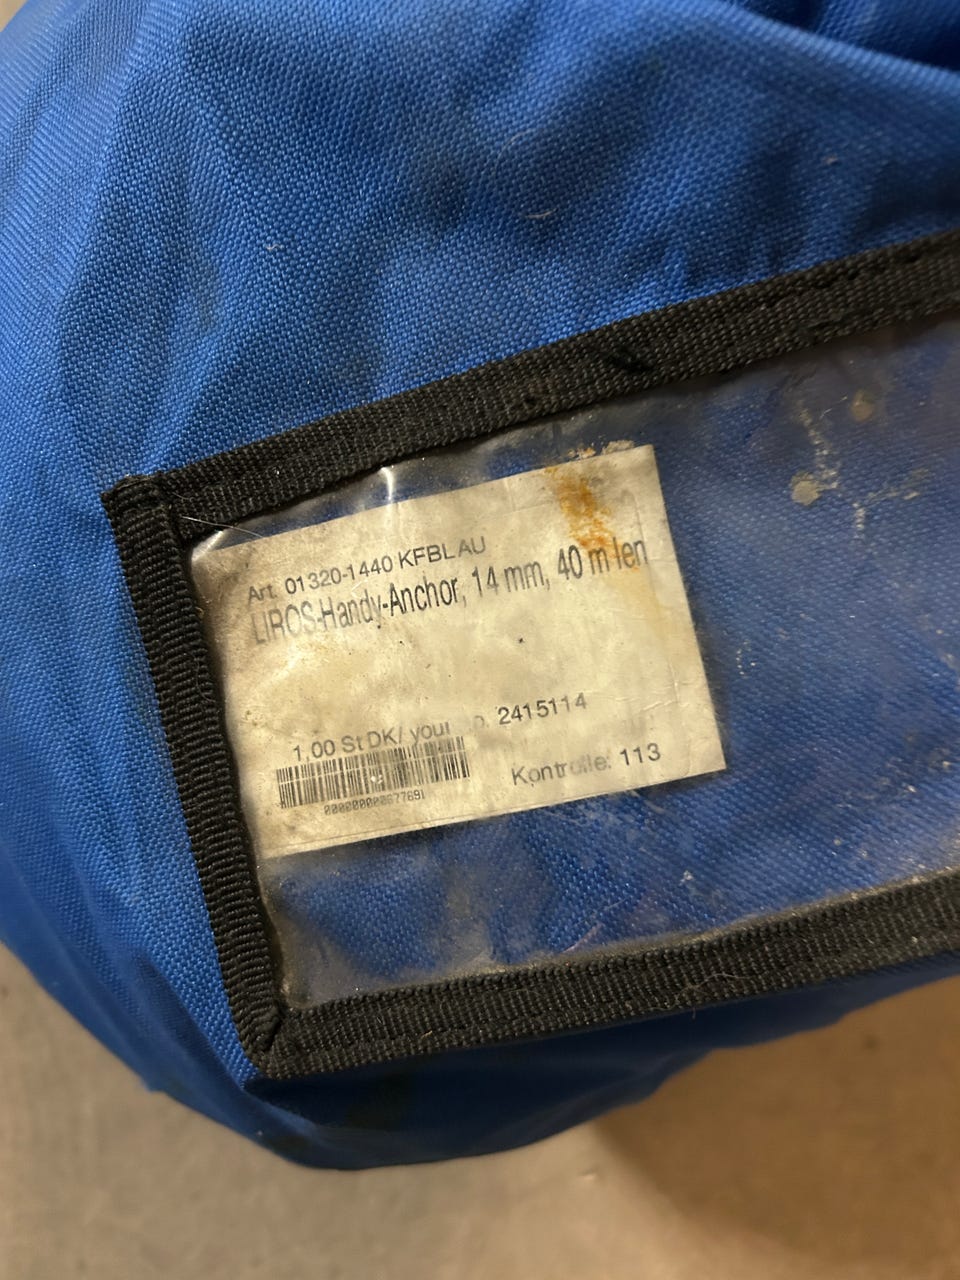 Art. 01320-1440 KFBLAU
LIROS-Handy-Anchor, 14 mm, 40 m len
1,00 St DK/ your o. 2415114
Kontrolle: 113
0000000000677691